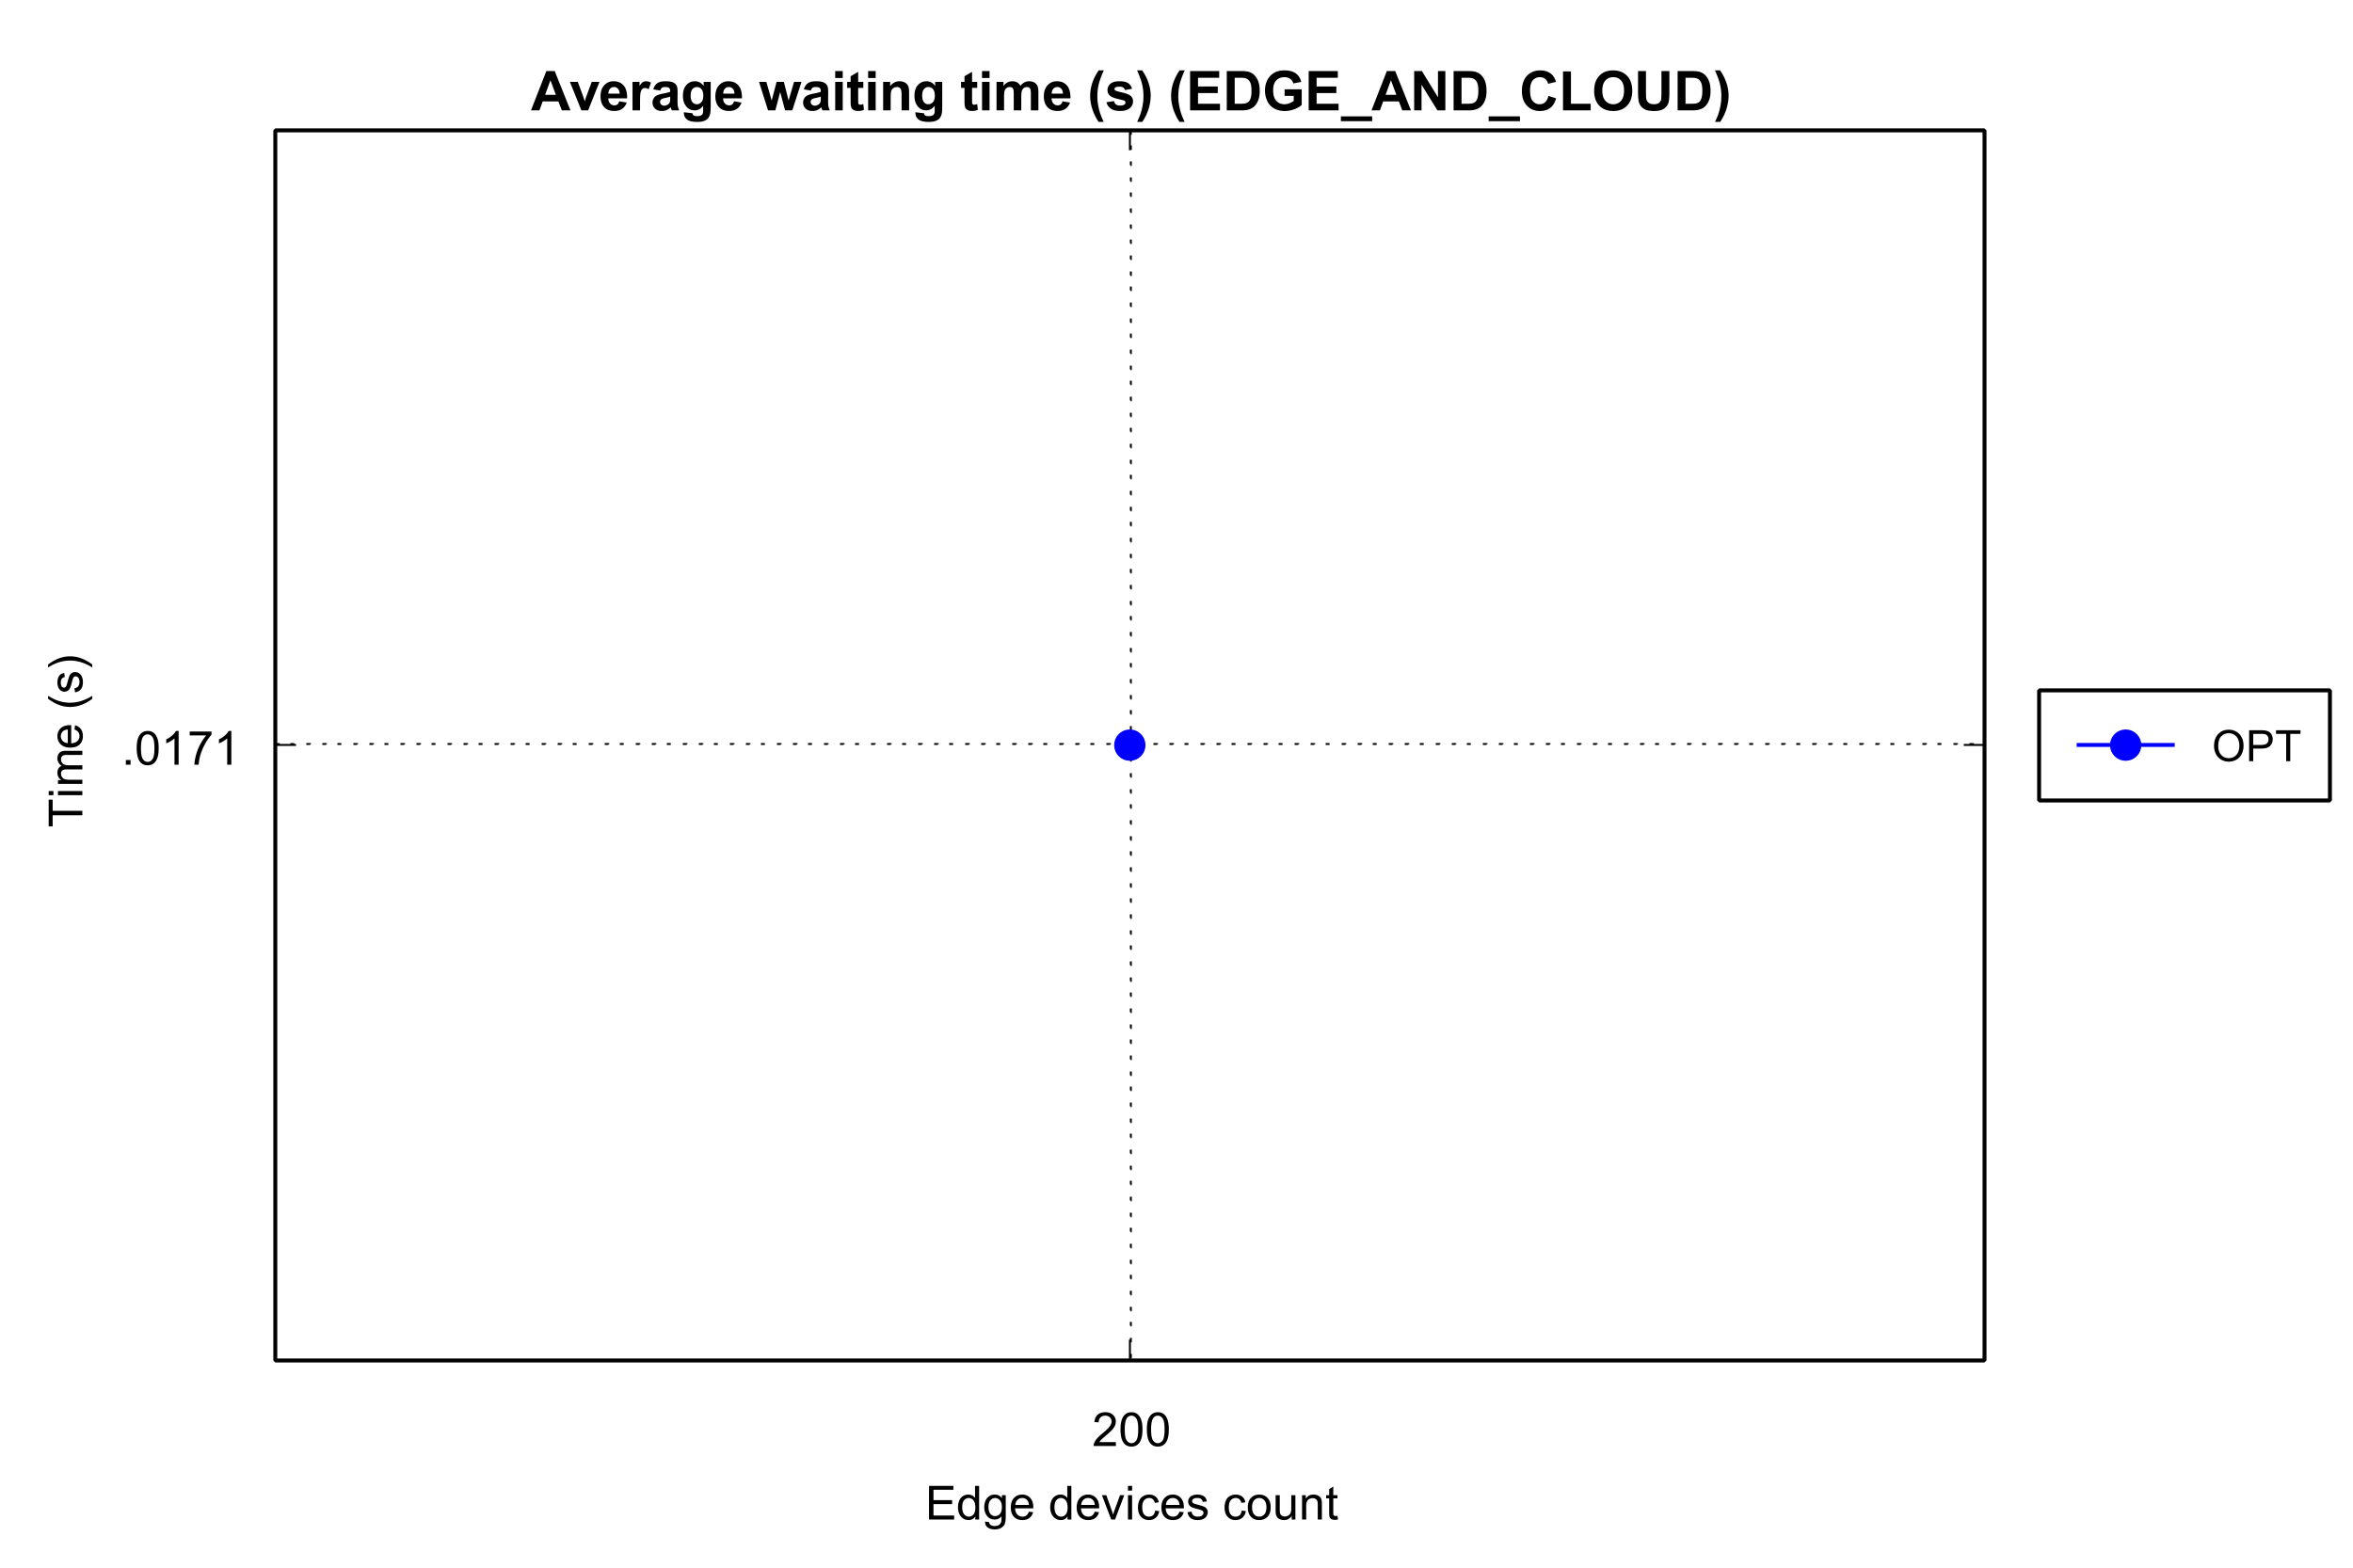 Average waiting time (s) (EDGE_AND_CLOUD)
Time (s)
.0171
OPT
200
Edge devices count